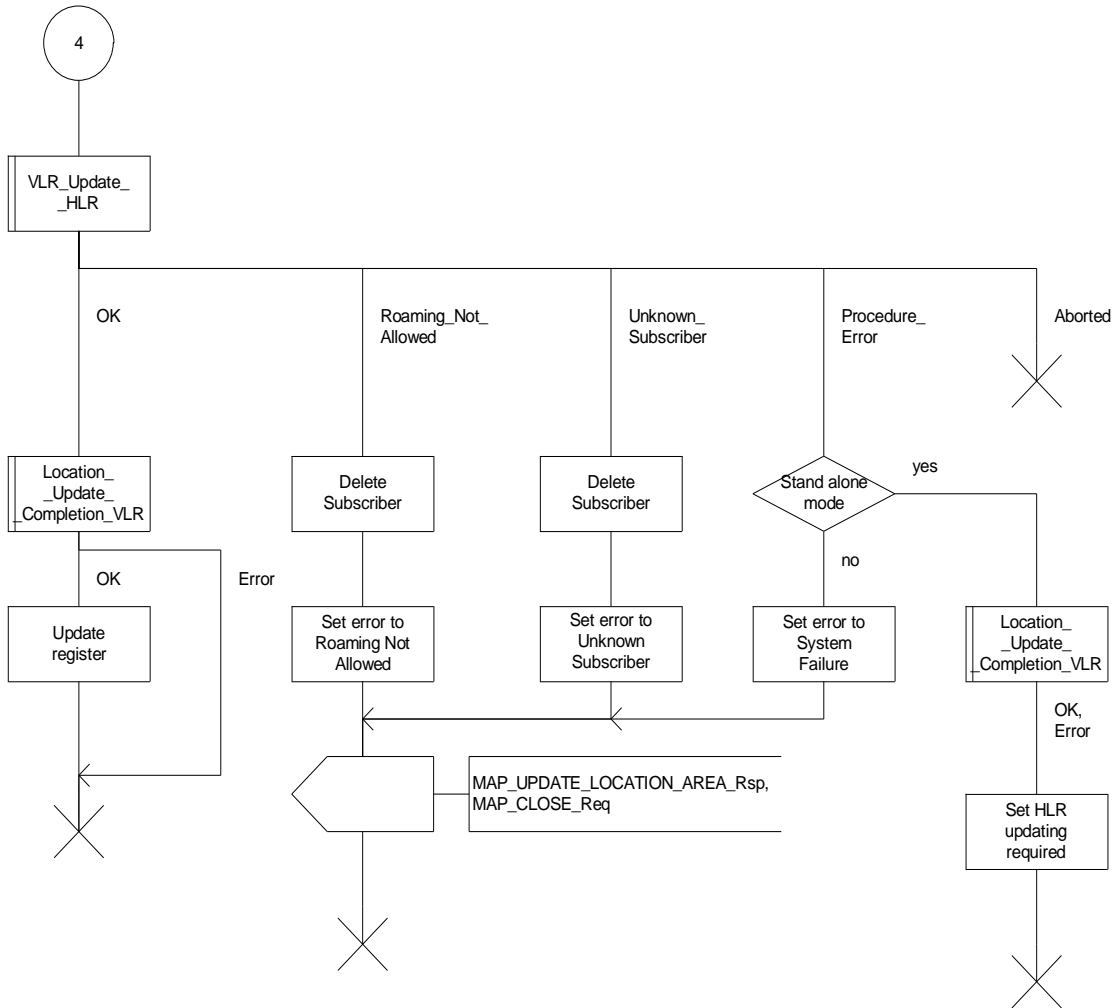 4
VLR_Update_
_HLR
OK
Roaming_Not_
Allowed
Unknown_
Subscriber
Procedure_
Error
Aborted
Location_
_Update_
_Completion_VLR
Delete
Subscriber
Delete
Subscriber
Stand alone
mode
yes
no
OK
Error
Update
register
Set error to
Roaming Not
Allowed
Set error to
Unknown
Subscriber
Set error to
System
Failure
Location_
_Update_
_Completion_VLR
OK,
Error
MAP_UPDATE_LOCATION_AREA_Rsp,
MAP_CLOSE_Req
Set HLR
updating
required